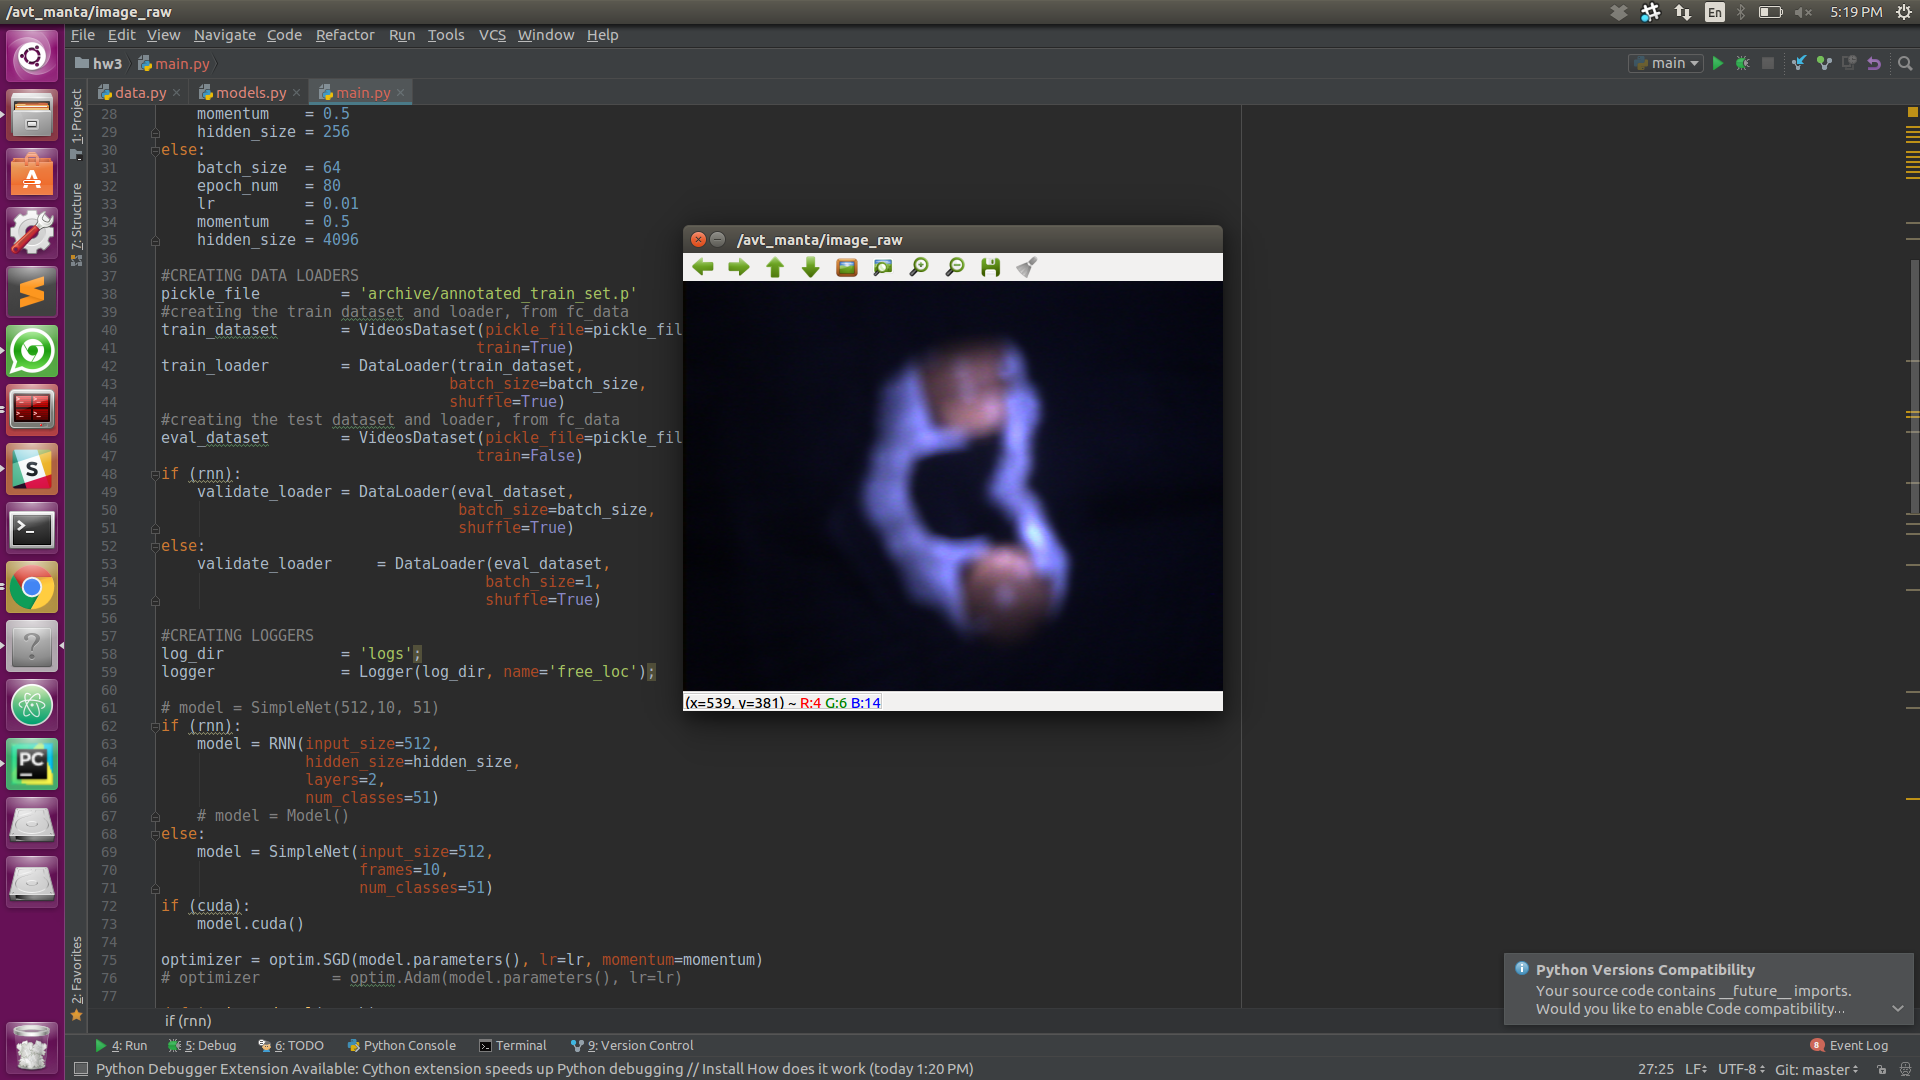 /avt_manta/image_raw
En
5:19 PM
File Edit View Navigate Code Refactor Run Tools VCS Window Help
hw3 main.py
main
data.py models.py main.py
1: Project
7: Structure
2: Favorites
28 momentum = 0.5
29 hidden_size = 256
30 else:
31 batch_size = 64
32 epoch_num = 80
33 lr = 0.01
34 momentum = 0.5
35 hidden_size = 4096
36
37 #CREATING DATA LOADERS
38 pickle_file = 'archive/annotated_train_set.p'
39 #creating the train dataset and loader, from fc_data
40 train_dataset = VideosDataset(pickle_file=pickle_fil
41 train=True)
42 train_loader = DataLoader(train_dataset,
43 batch_size=batch_size,
44 shuffle=True)
45 #creating the test dataset and loader, from fc_data
46 eval_dataset = VideosDataset(pickle_file=pickle_fil
47 train=False)
48 if (rnn):
49 validate_loader = DataLoader(eval_dataset,
50 batch_size=batch_size,
51 shuffle=True)
52 else:
53 validate_loader = DataLoader(eval_dataset,
54 batch_size=1,
55 shuffle=True)
56
57 #CREATING LOGGERS
58 log_dir = 'logs';
59 logger = Logger(log_dir, name='free_loc');
60
61 # model = SimpleNet(512,10, 51)
62 if (rnn):
63 model = RNN(input_size=512,
64 hidden_size=hidden_size,
65 layers=2,
66 num_classes=51)
67 # model = Model()
68 else:
69 model = SimpleNet(input_size=512,
70 frames=10,
71 num_classes=51)
72 if (cuda):
73 model.cuda()
74
75 optimizer = optim.SGD(model.parameters(), lr=lr, momentum=momentum)
76 # optimizer = optim.Adam(model.parameters(), lr=lr)
77
/avt_manta/image_raw
(x=539, y=381) ~ R:4 G:6 B:14
Python Versions Compatibility
Your source code contains __future__ imports.
Would you like to enable Code compatibility...
if (rnn)
4: Run 5: Debug 6: TODO Python Console Terminal 9: Version Control
8 Event Log
Python Debugger Extension Available: Cython extension speeds up Python debugging // Install How does it work (today 1:20 PM)
27:25 LF UTF-8 Git: master